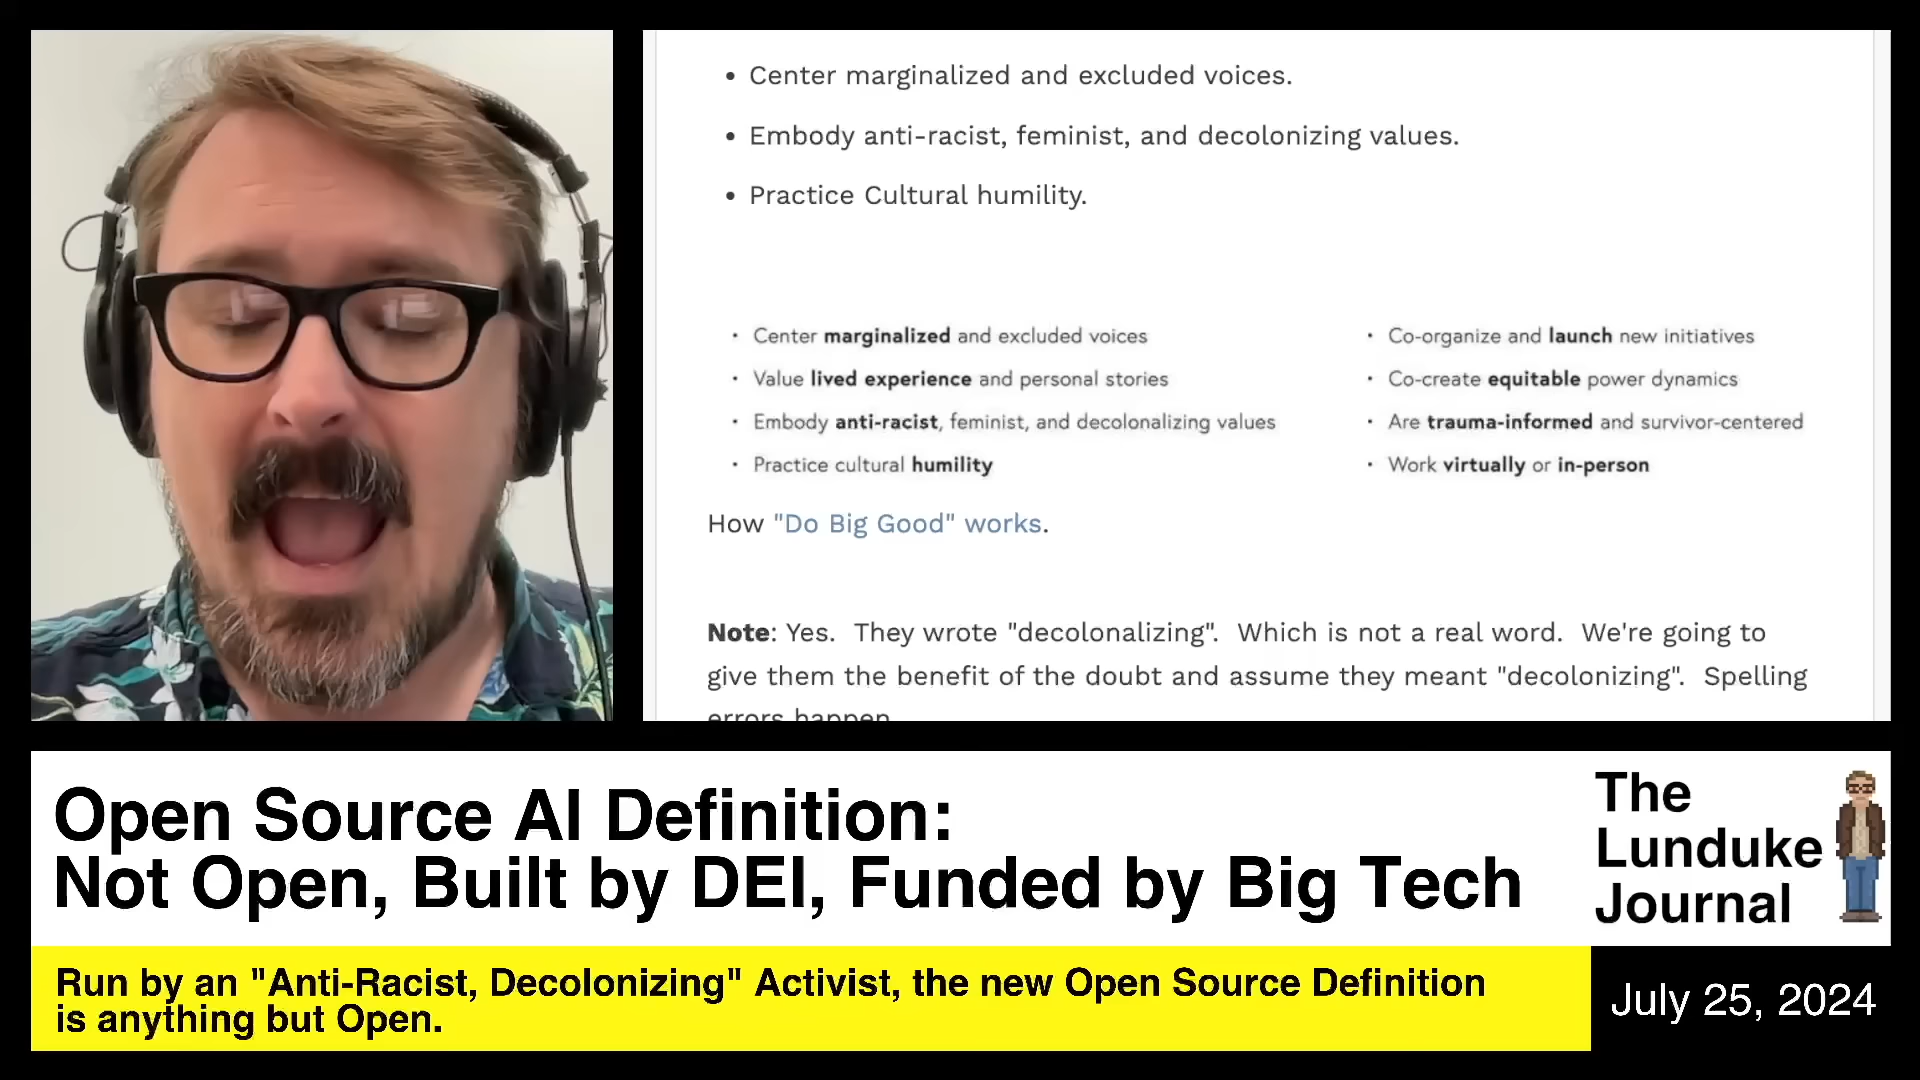 • Center marginalized and excluded voices.
• Embody anti-racist, feminist, and decolonizing values.
• Practice Cultural humility.
• Center marginalized and excluded voices
• Value lived experience and personal stories
• Embody anti-racist, feminist, and decolonalizing values
• Practice cultural humility
• Co-organize and launch new initiatives
• Co-create equitable power dynamics
• Are trauma-informed and survivor-centered
• Work virtually or in-person
How "Do Big Good" works.
Note: Yes. They wrote "decolonalizing". Which is not a real word. We're going to
give them the benefit of the doubt and assume they meant "decolonizing". Spelling
errors happen.
Open Source AI Definition:
Not Open, Built by DEI, Funded by Big Tech
The
Lunduke
Journal
Run by an "Anti-Racist, Decolonizing" Activist, the new Open Source Definition
is anything but Open.
July 25, 2024